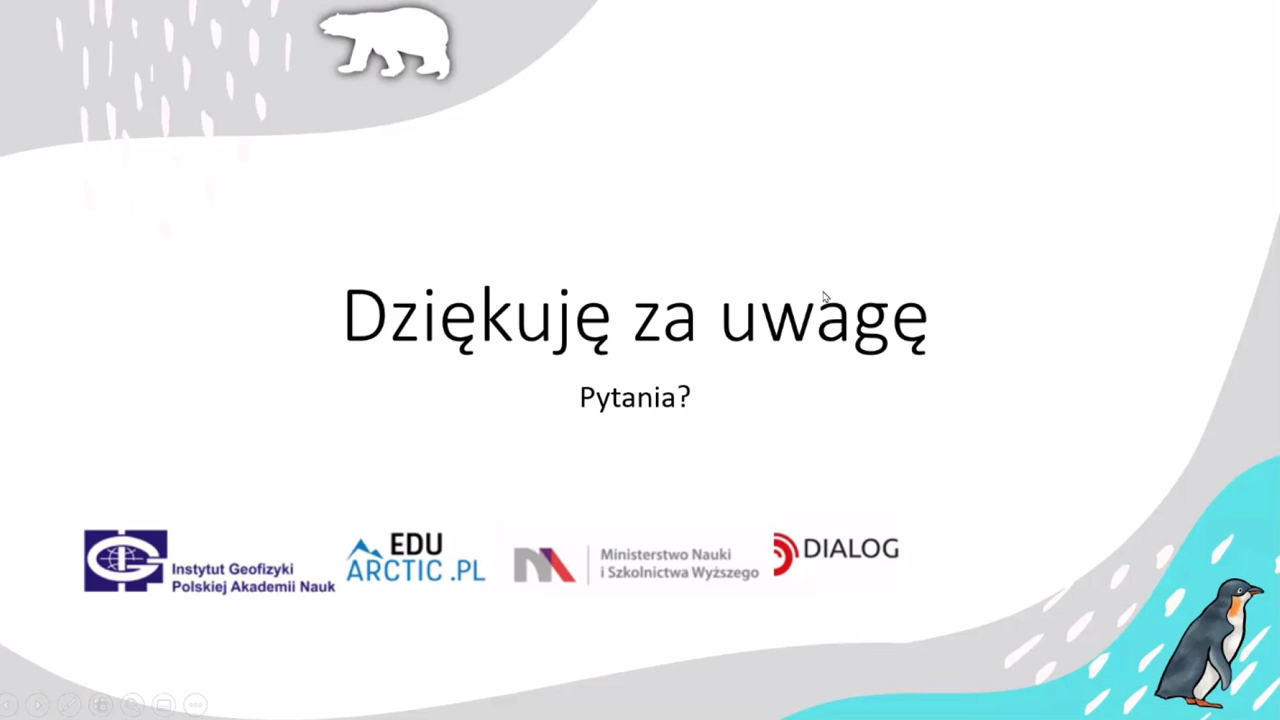 Dziękuję za uwagę
Pytania?
Instytut Geofizyki
Polskiej Akademii Nauk
EDU
ARCTIC.PL
Ministerstwo Nauki
i Szkolnictwa Wyższego
DIALOG